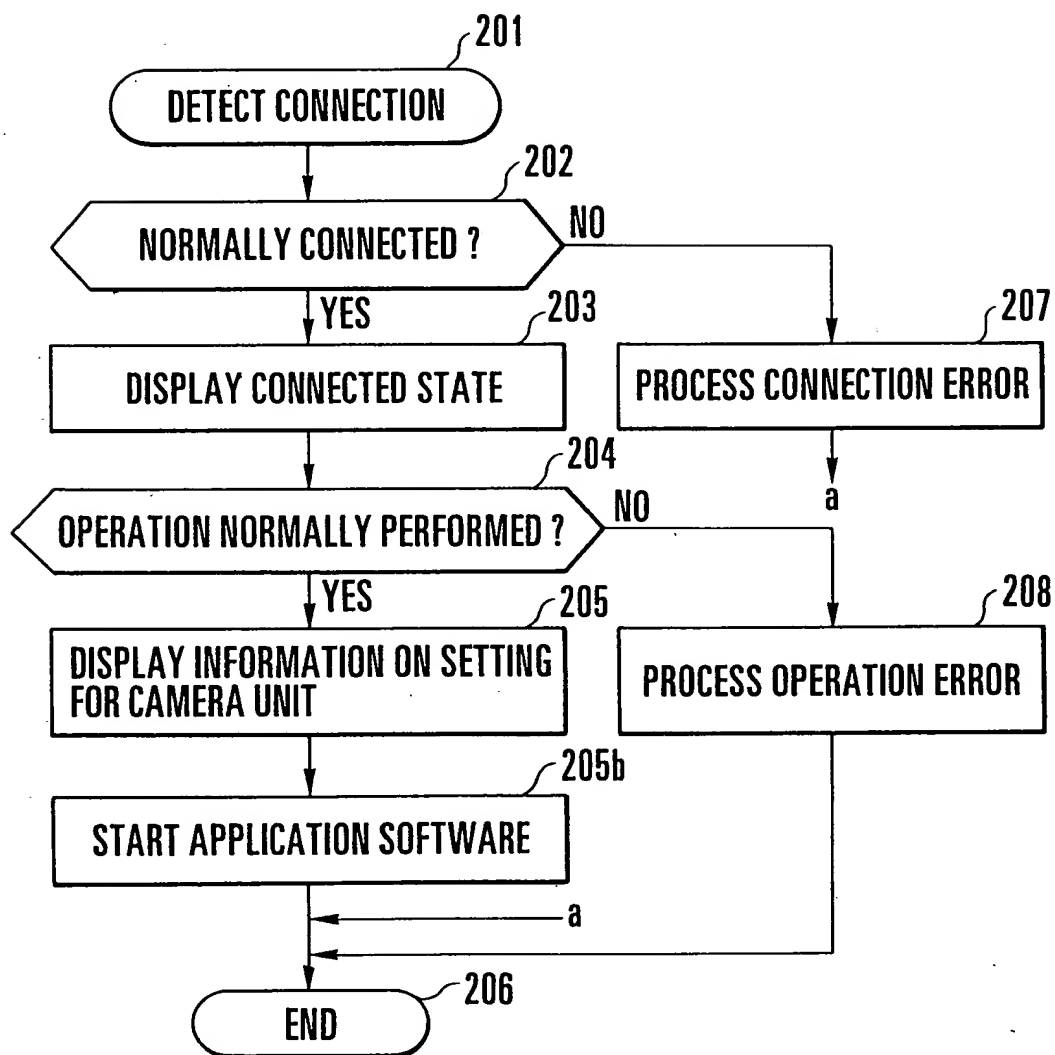 201
DETECT CONNECTION
202
NORMALLY CONNECTED ?
NO
YES
203
DISPLAY CONNECTED STATE
207
PROCESS CONNECTION ERROR
a
204
OPERATION NORMALLY PERFORMED ?
NO
YES
205
DISPLAY INFORMATION ON SETTING
FOR CAMERA UNIT
208
PROCESS OPERATION ERROR
205b
START APPLICATION SOFTWARE
a
206
END